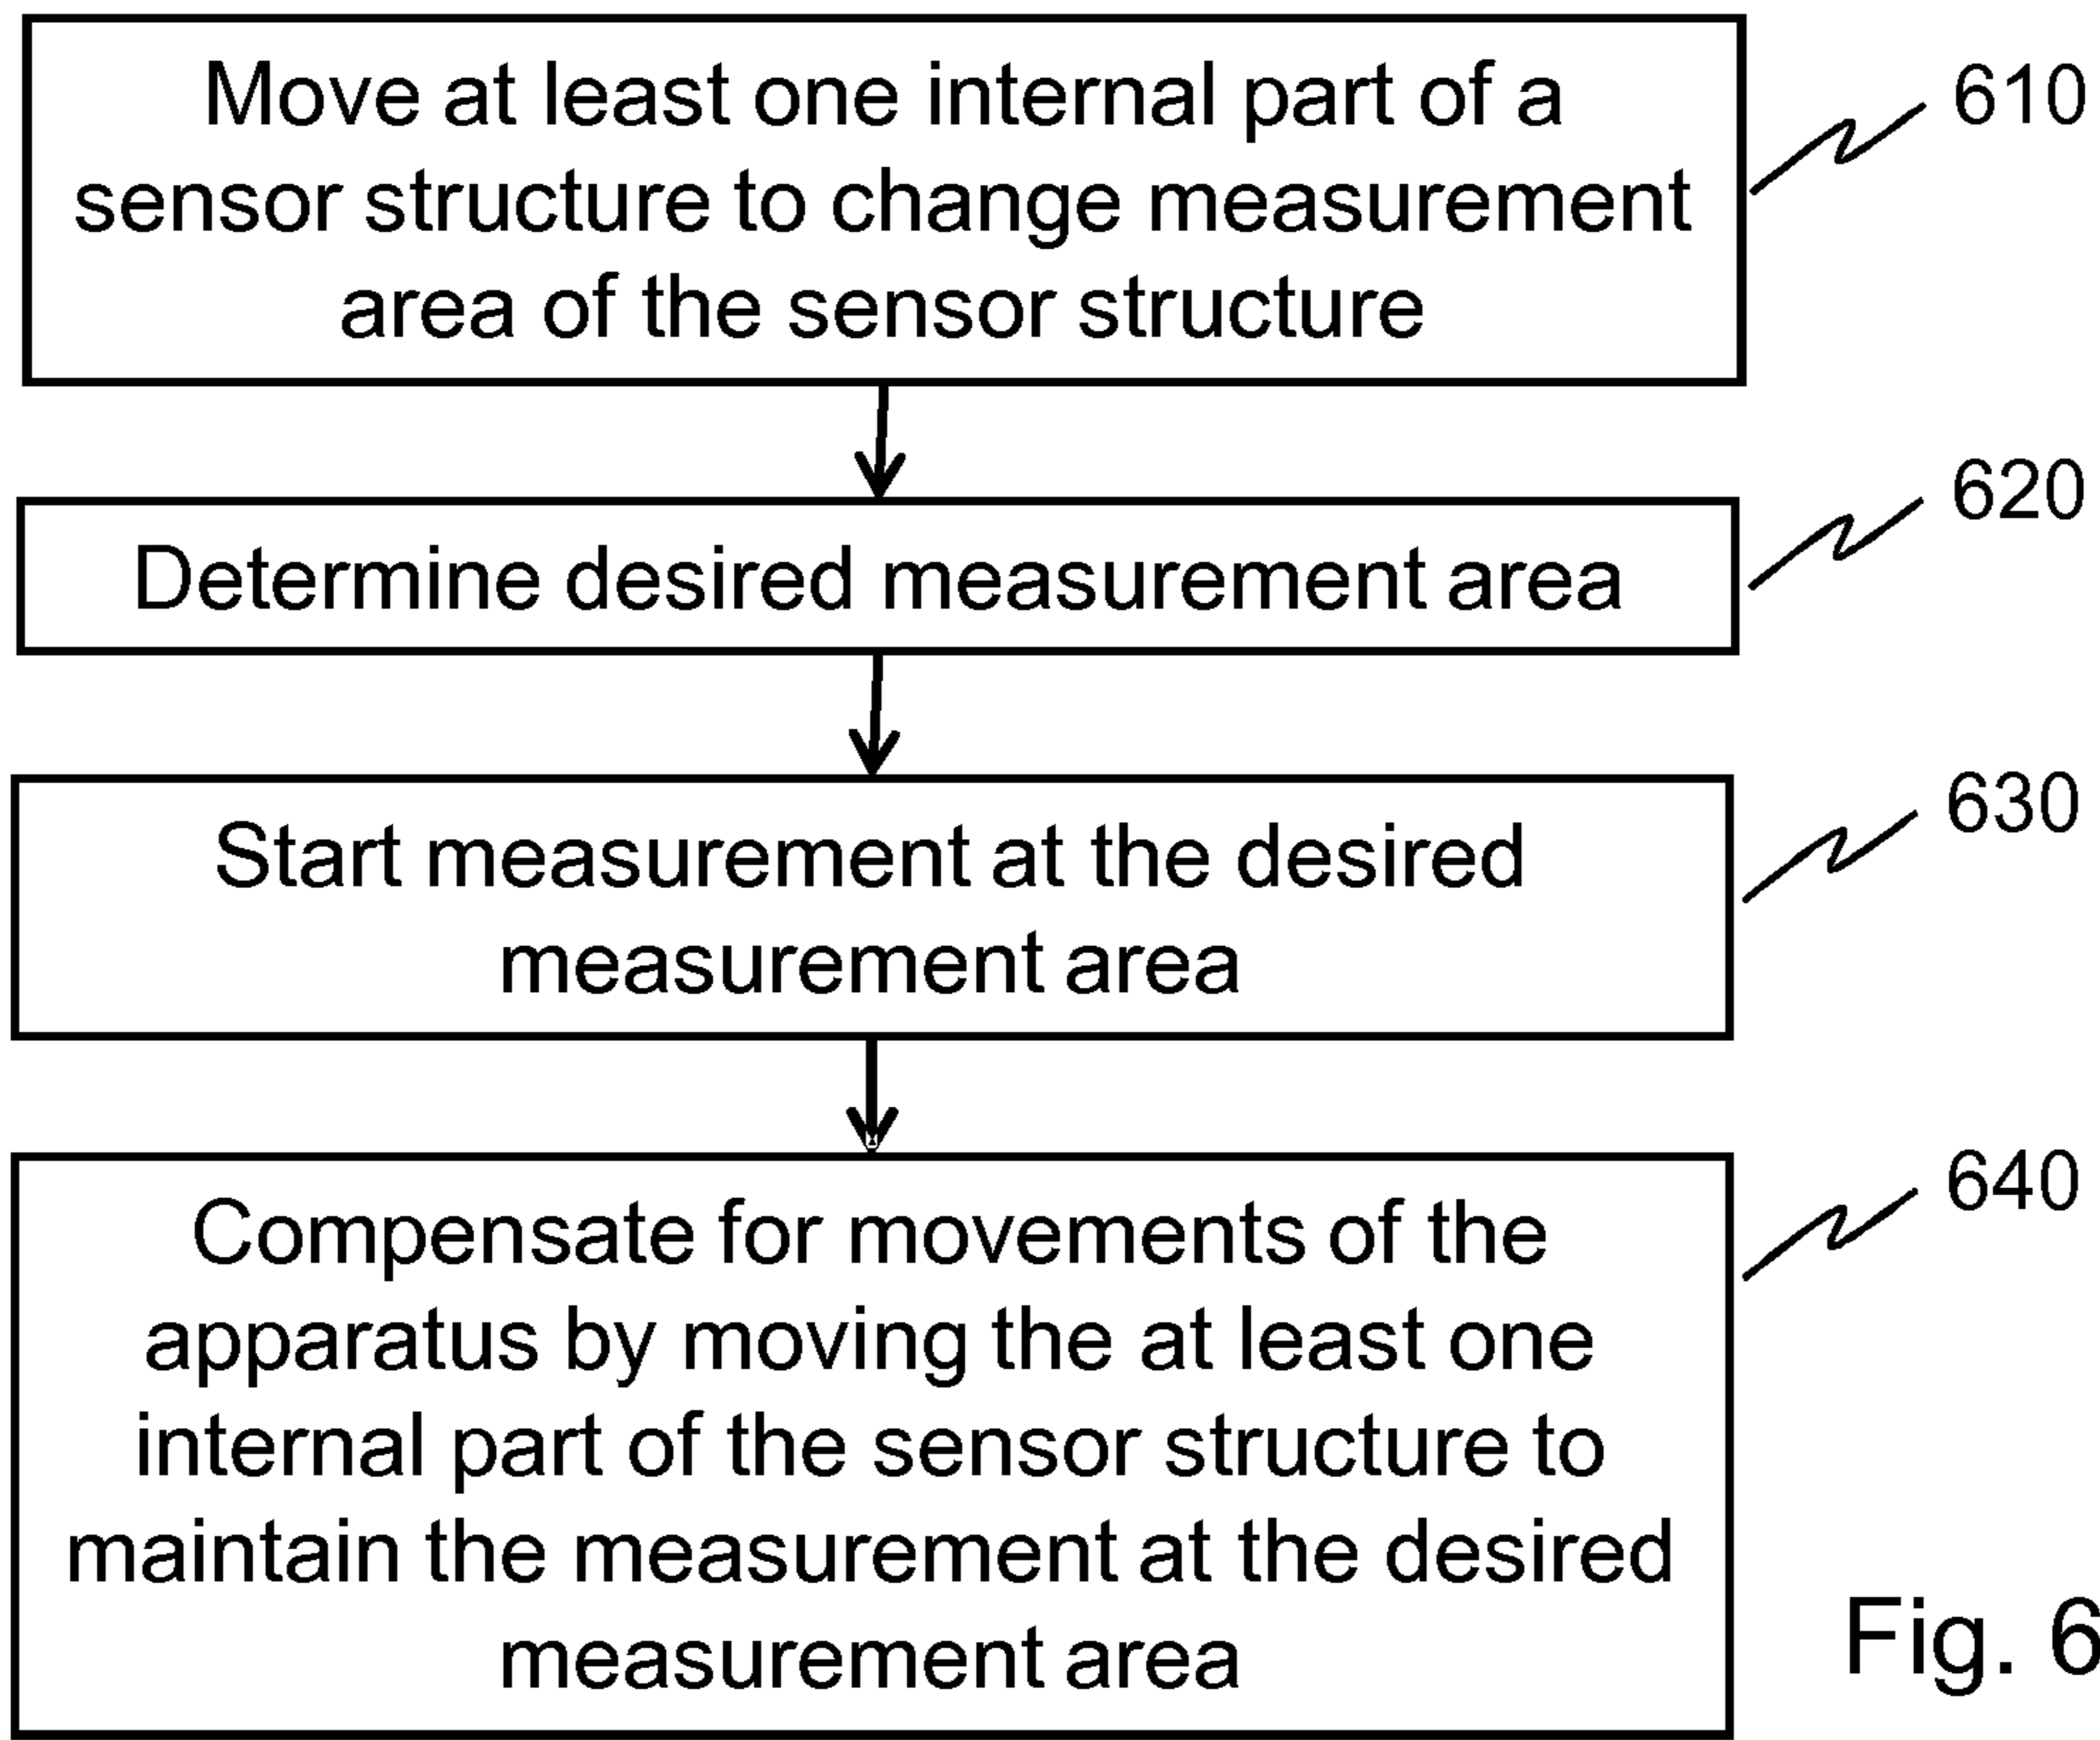 Move at least one internal part of a
sensor structure to change measurement
area of the sensor structure
610
Determine desired measurement area
620
Start measurement at the desired
measurement area
630
Compensate for movements of the
apparatus by moving the at least one
internal part of the sensor structure to
maintain the measurement at the desired
measurement area
640
Fig. 6